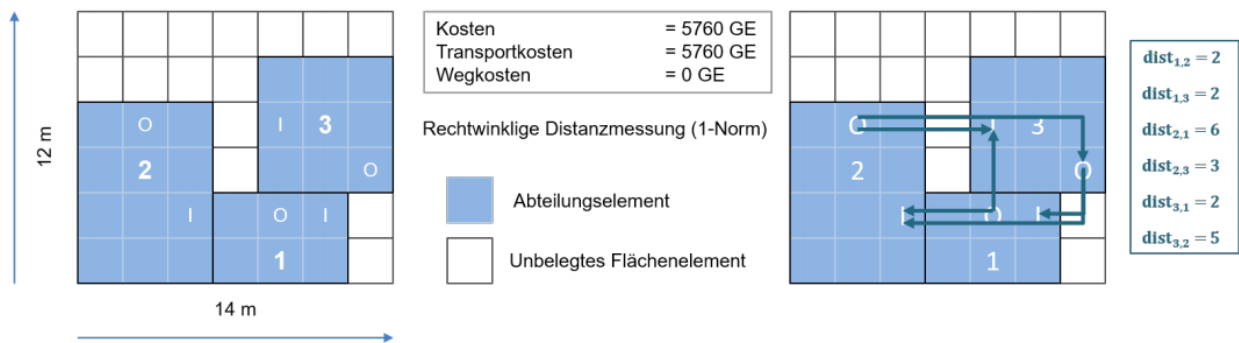 12 m
14 m
O
I
3
2
O
I
O
I
1
Kosten = 5760 GE
Transportkosten = 5760 GE
Wegkosten = 0 GE
Rechtwinklige Distanzmessung (1-Norm)
Abteilungselement
Unbelegtes Flächenelement
O
I
3
2
O
I
O
I
1
dist1,2 = 2
dist1,3 = 2
dist2,1 = 6
dist2,3 = 3
dist3,1 = 2
dist3,2 = 5